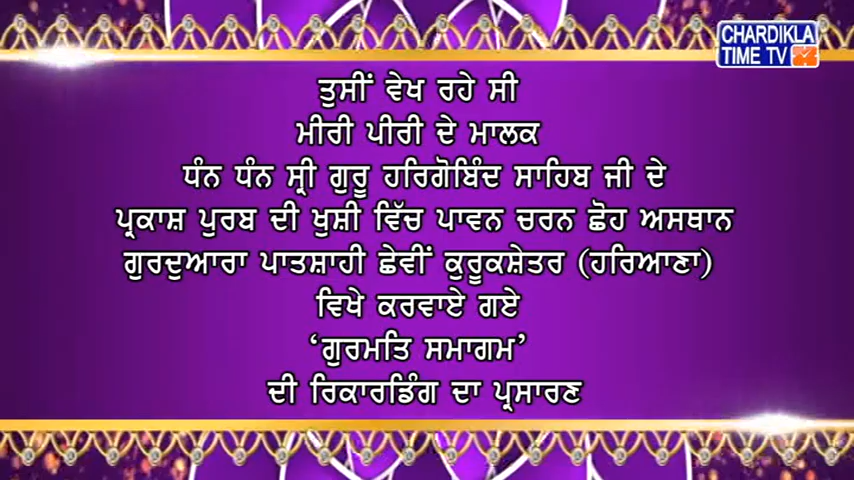 CHARDIKLA
TIME TV
ਤੁਸੀਂ ਵੇਖ ਰਹੇ ਸੀ
ਮੀਰੀ ਪੀਰੀ ਦੇ ਮਾਲਕ
ਧੰਨ ਧੰਨ ਸ੍ਰੀ ਗੁਰੂ ਹਰਿਗੋਬਿੰਦ ਸਾਹਿਬ ਜੀ ਦੇ
ਪ੍ਰਕਾਸ਼ ਪੁਰਬ ਦੀ ਖੁਸ਼ੀ ਵਿੱਚ ਪਾਵਨ ਚਰਨ ਛੋਹ ਅਸਥਾਨ
ਗੁਰਦੁਆਰਾ ਪਾਤਸ਼ਾਹੀ ਛੇਵੀਂ ਕੁਰੂਕਸ਼ੇਤਰ (ਹਰਿਆਣਾ)
ਵਿਖੇ ਕਰਵਾਏ ਗਏ
‘ਗੁਰਮਤਿ ਸਮਾਗਮ’
ਦੀ ਰਿਕਾਰਡਿੰਗ ਦਾ ਪ੍ਰਸਾਰਣ